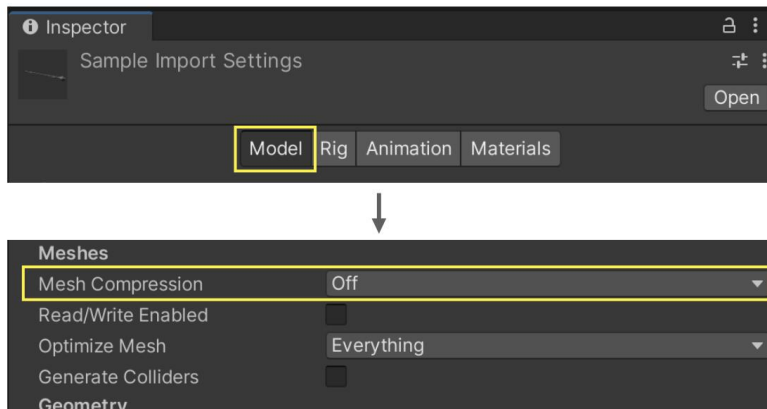 Inspector
Sample Import Settings
Open
Model Rig Animation Materials
Meshes
Mesh Compression Off
Read/Write Enabled
Optimize Mesh Everything
Generate Colliders
Geometry